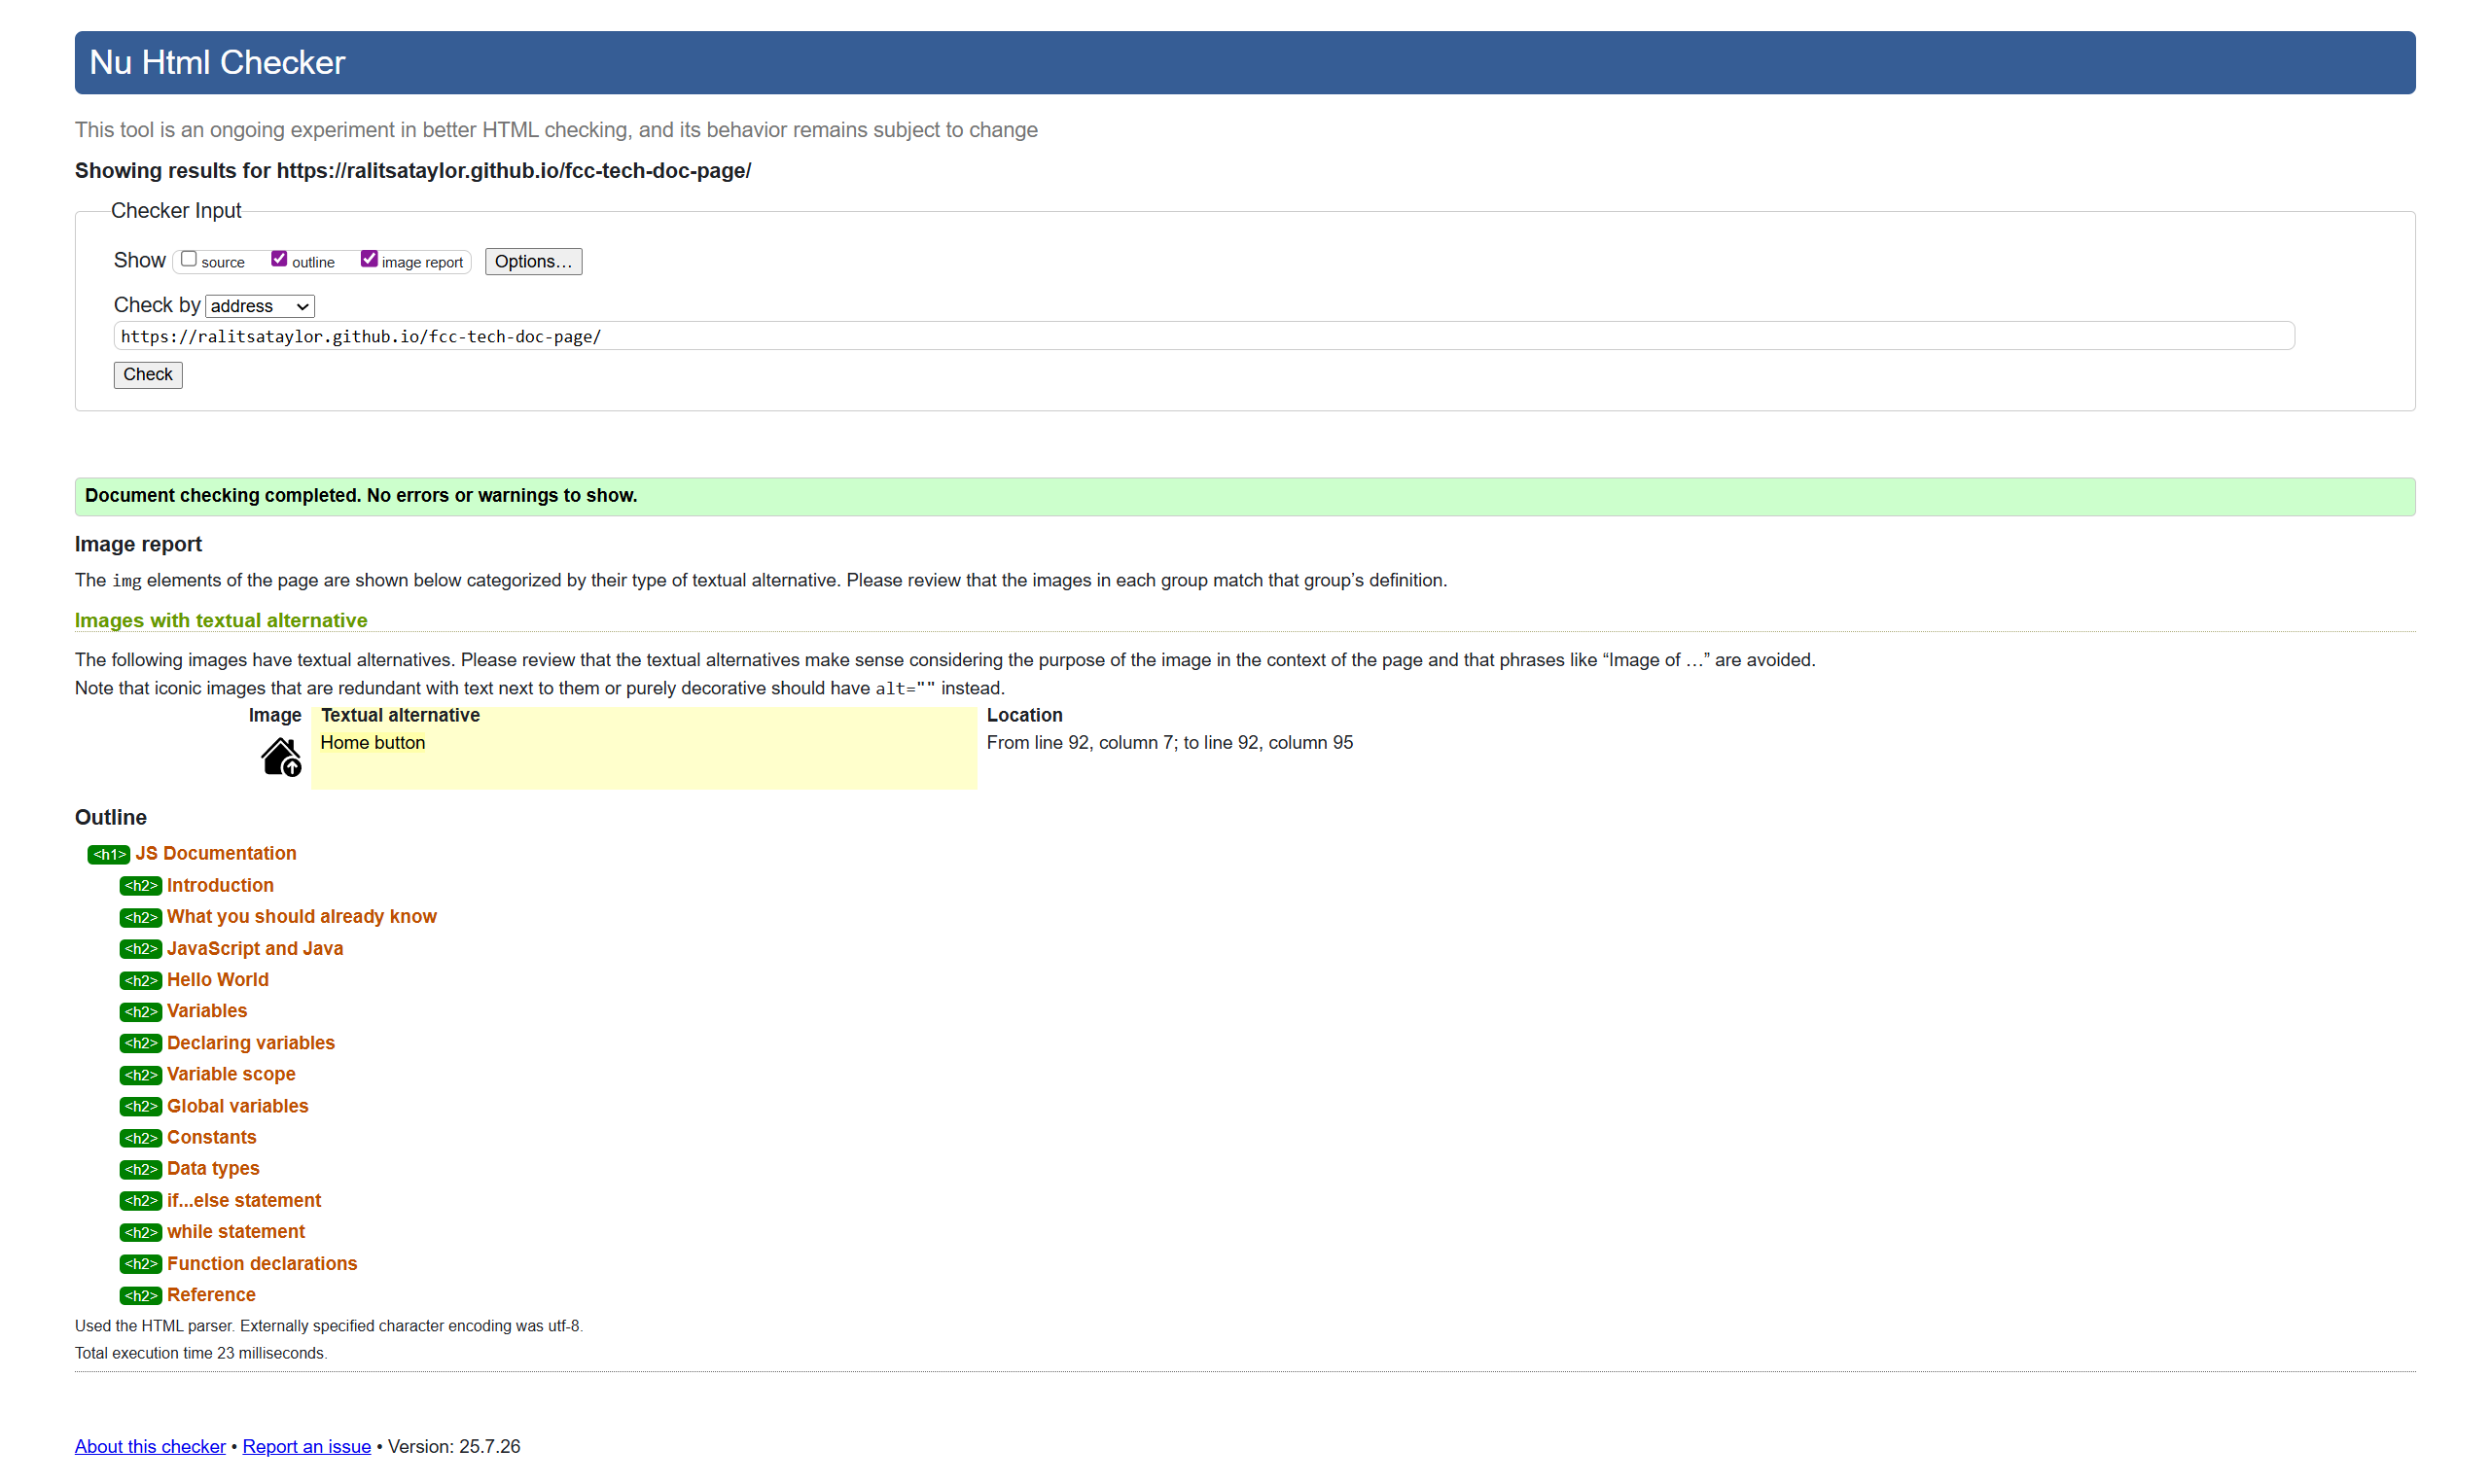 Nu Html Checker
This tool is an ongoing experiment in better HTML checking, and its behavior remains subject to change
Showing results for https://ralitsataylor.github.io/fcc-tech-doc-page/
Checker Input
Show source outline image report Options…
Check by address
https://ralitsataylor.github.io/fcc-tech-doc-page/
Check
Document checking completed. No errors or warnings to show.
Image report
The img elements of the page are shown below categorized by their type of textual alternative. Please review that the images in each group match that group’s definition.
Images with textual alternative
The following images have textual alternatives. Please review that the textual alternatives make sense considering the purpose of the image in the context of the page and that phrases like “Image of …” are avoided.
Note that iconic images that are redundant with text next to them or purely decorative should have alt="" instead.
Image Textual alternative Location
Home button From line 92, column 7; to line 92, column 95
Outline
<h1> JS Documentation
<h2> Introduction
<h2> What you should already know
<h2> JavaScript and Java
<h2> Hello World
<h2> Variables
<h2> Declaring variables
<h2> Variable scope
<h2> Global variables
<h2> Constants
<h2> Data types
<h2> if...else statement
<h2> while statement
<h2> Function declarations
<h2> Reference
Used the HTML parser. Externally specified character encoding was utf-8.
Total execution time 23 milliseconds.
About this checker • Report an issue • Version: 25.7.26